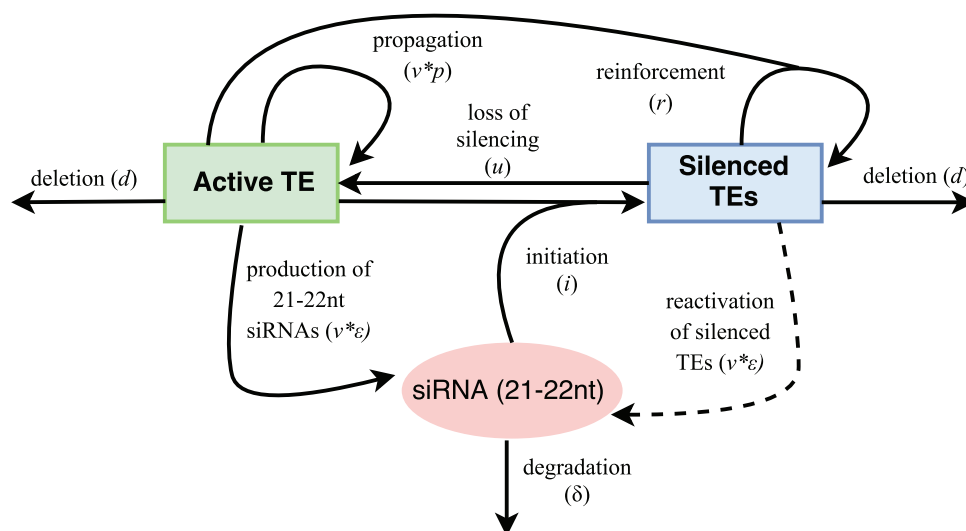 propagation
(v*p)
reinforcement
(r)
loss of
silencing
(u)
deletion (d)
Active TE
Silenced
TEs
deletion (d)
production of
21-22nt
siRNAs (v*ε)
initiation
(i)
reactivation
of silenced
TEs (v*ε)
siRNA (21-22nt)
degradation
(δ)